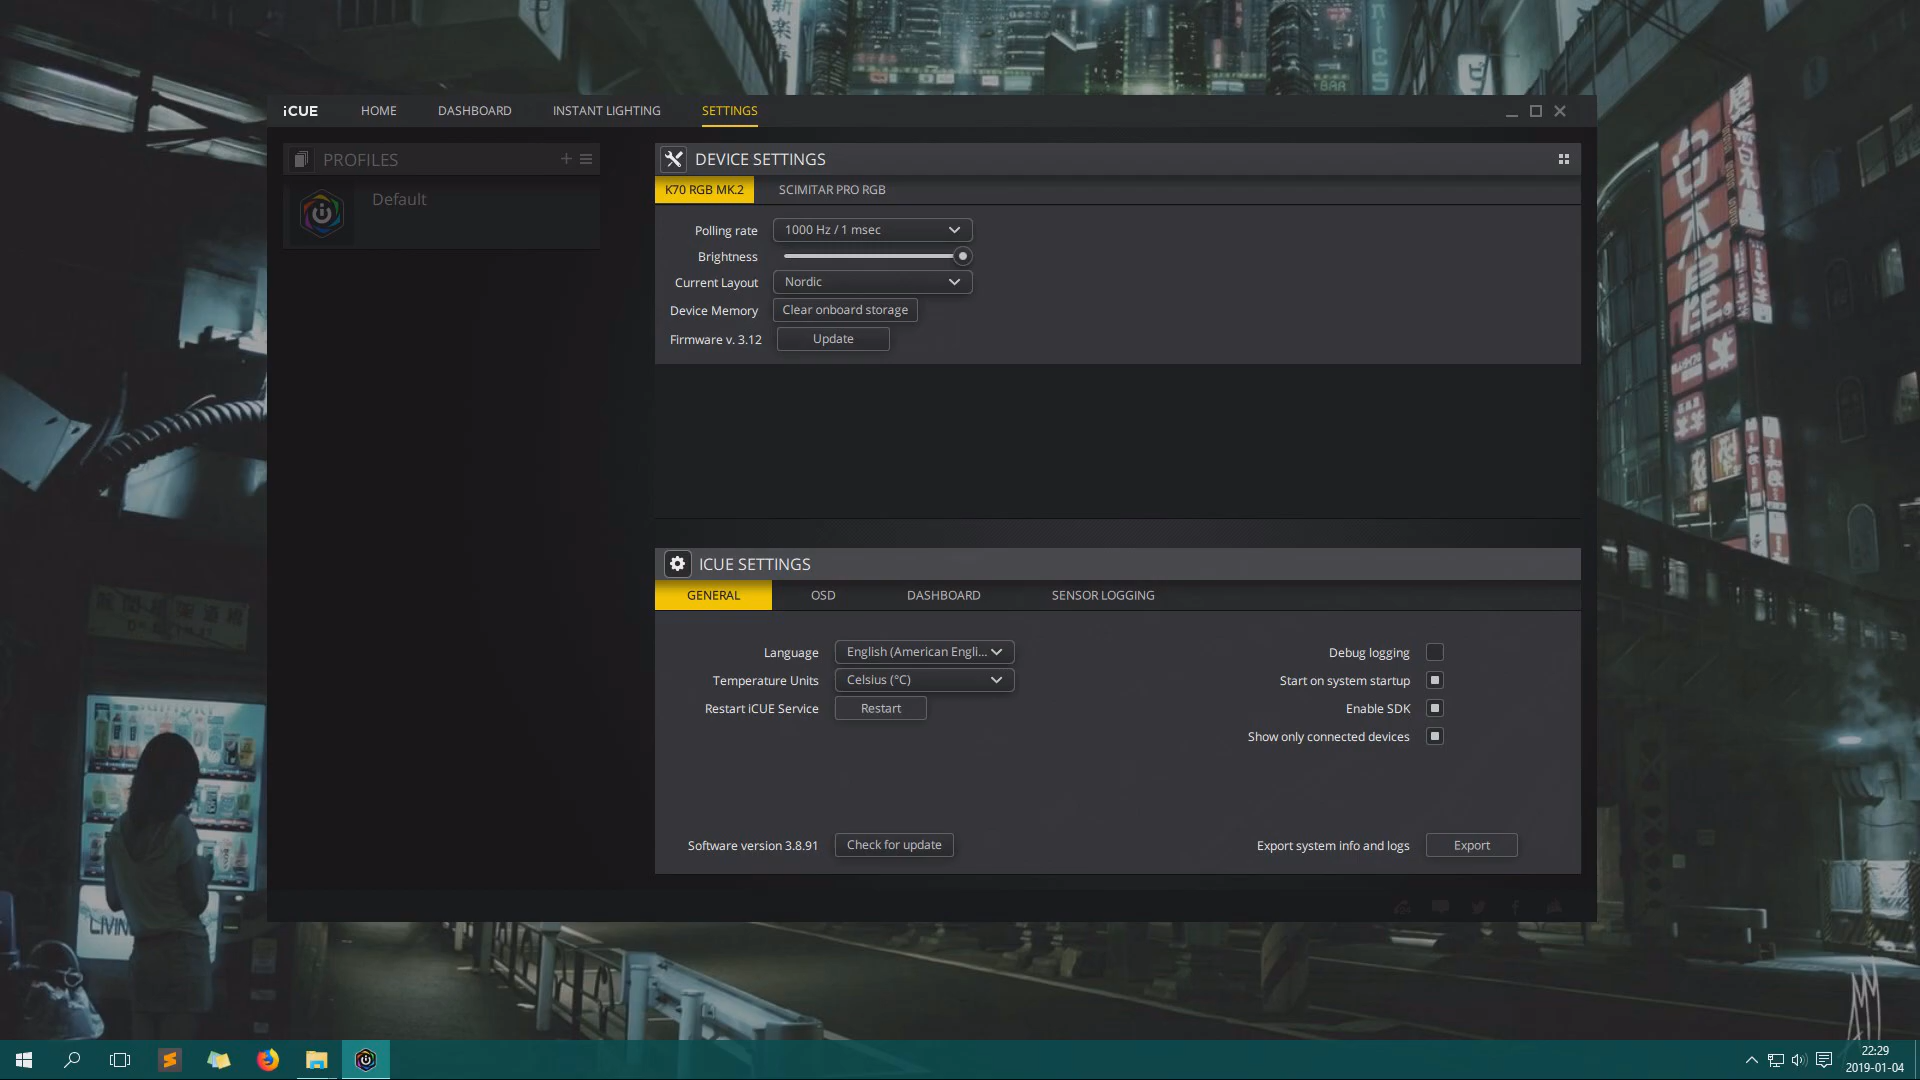 iCUE HOME DASHBOARD INSTANT LIGHTING SETTINGS
PROFILES
Default
DEVICE SETTINGS
K70 RGB MK.2 SCIMITAR PRO RGB
Polling rate 1000 Hz / 1 msec
Brightness
Current Layout Nordic
Device Memory Clear onboard storage
Firmware v. 3.12 Update
ICUE SETTINGS
GENERAL OSD DASHBOARD SENSOR LOGGING
Language English (American Engli...
Debug logging
Temperature Units Celsius (°C)
Start on system startup
Restart iCUE Service Restart
Enable SDK
Show only connected devices
Software version 3.8.91 Check for update
Export system info and logs Export
BAR
LIVIN
22:29
2019-01-04